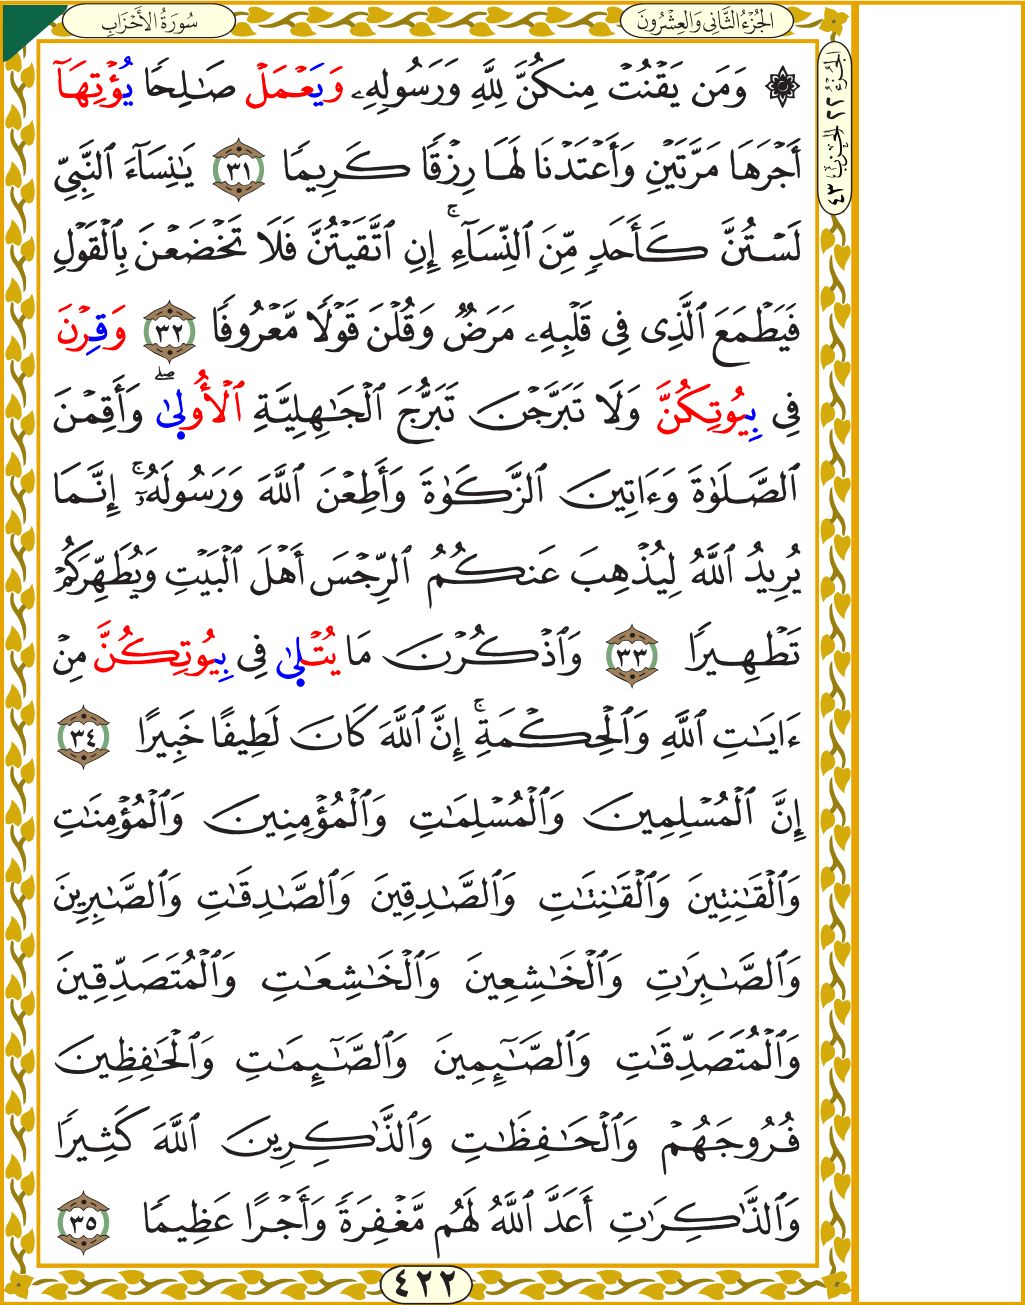 سُورَةُ الأَحْزَابِ
الجُزْءُ الثَّانِي وَالعِشْرُونَ
الجزء ٢٢ الحزب ٤٣
۞ وَمَن يَقْنُتْ مِنكُنَّ لِلَّهِ وَرَسُولِهِۦ وَيَعْمَلْ صَٰلِحًا يُؤْتِهَآ
أَجْرَهَا مَرَّتَيْنِ وَأَعْتَدْنَا لَهَا رِزْقًا كَرِيمًا ٣١ يَٰنِسَآءَ ٱلنَّبِيِّ
لَسْتُنَّ كَأَحَدٍ مِّنَ ٱلنِّسَآءِ ۚ إِنِ ٱتَّقَيْتُنَّ فَلَا تَخْضَعْنَ بِٱلْقَوْلِ
فَيَطْمَعَ ٱلَّذِى فِى قَلْبِهِۦ مَرَضٌ وَقُلْنَ قَوْلًا مَّعْرُوفًا ٣٢ وَقِرْنَ
فِى بِيُوتِكُنَّ وَلَا تَبَرَّجْنَ تَبَرُّجَ ٱلْجَٰهِلِيَّةِ ٱلْأُولَىٰ ۖ وَأَقِمْنَ
ٱلصَّلَوٰةَ وَءَاتِينَ ٱلزَّكَوٰةَ وَأَطِعْنَ ٱللَّهَ وَرَسُولَهُۥٓ ۚ إِنَّمَا
يُرِيدُ ٱللَّهُ لِيُذْهِبَ عَنكُمُ ٱلرِّجْسَ أَهْلَ ٱلْبَيْتِ وَيُطَهِّرَكُمْ
تَطْهِيرًا ٣٣ وَٱذْكُرْنَ مَا يُتْلَىٰ فِى بِيُوتِكُنَّ مِنْ
ءَايَٰتِ ٱللَّهِ وَٱلْحِكْمَةِ ۚ إِنَّ ٱللَّهَ كَانَ لَطِيفًا خَبِيرًا ٣٤
إِنَّ ٱلْمُسْلِمِينَ وَٱلْمُسْلِمَٰتِ وَٱلْمُؤْمِنِينَ وَٱلْمُؤْمِنَٰتِ
وَٱلْقَٰنِتِينَ وَٱلْقَٰنِتَٰتِ وَٱلصَّٰدِقِينَ وَٱلصَّٰدِقَٰتِ وَٱلصَّٰبِرِينَ
وَٱلصَّٰبِرَٰتِ وَٱلْخَٰشِعِينَ وَٱلْخَٰشِعَٰتِ وَٱلْمُتَصَدِّقِينَ
وَٱلْمُتَصَدِّقَٰتِ وَٱلصَّٰٓئِمِينَ وَٱلصَّٰٓئِمَٰتِ وَٱلْحَٰفِظِينَ
فُرُوجَهُمْ وَٱلْحَٰفِظَٰتِ وَٱلذَّٰكِرِينَ ٱللَّهَ كَثِيرًا
وَٱلذَّٰكِرَٰتِ أَعَدَّ ٱللَّهُ لَهُم مَّغْفِرَةً وَأَجْرًا عَظِيمًا ٣٥
٤٢٢